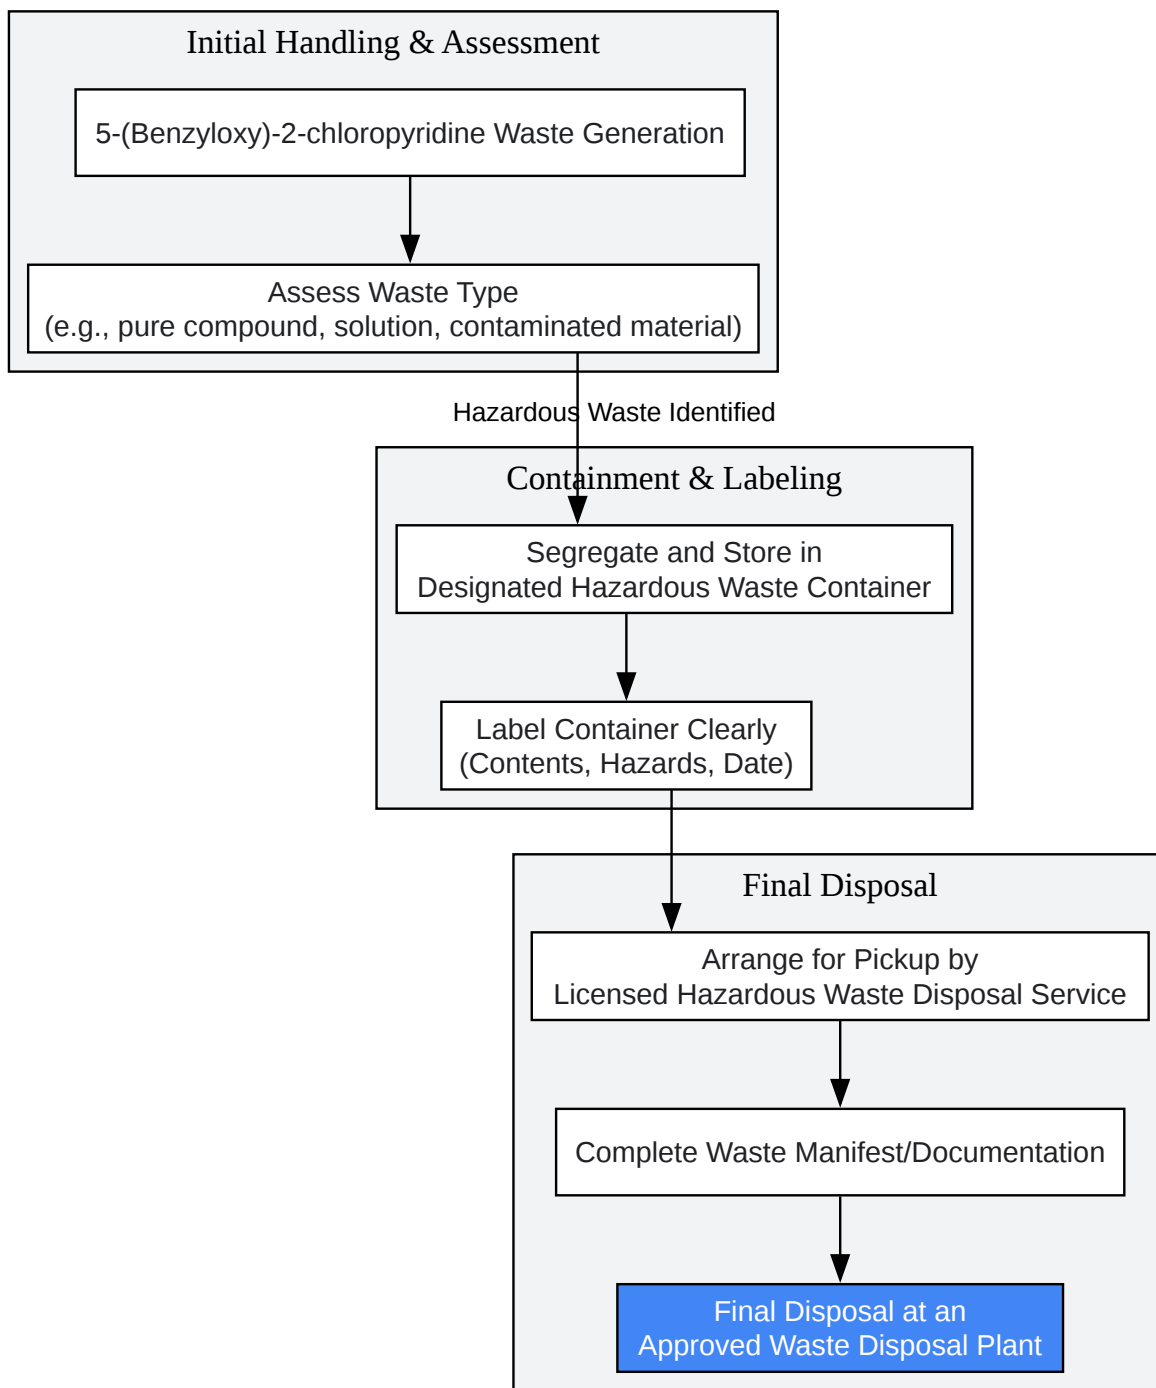 Initial Handling & Assessment
5-(Benzyloxy)-2-chloropyridine Waste Generation
Assess Waste Type
(e.g., pure compound, solution, contaminated material)
Hazardous Waste Identified
Containment & Labeling
Segregate and Store in
Designated Hazardous Waste Container
Label Container Clearly
(Contents, Hazards, Date)
Final Disposal
Arrange for Pickup by
Licensed Hazardous Waste Disposal Service
Complete Waste Manifest/Documentation
Final Disposal at an
Approved Waste Disposal Plant